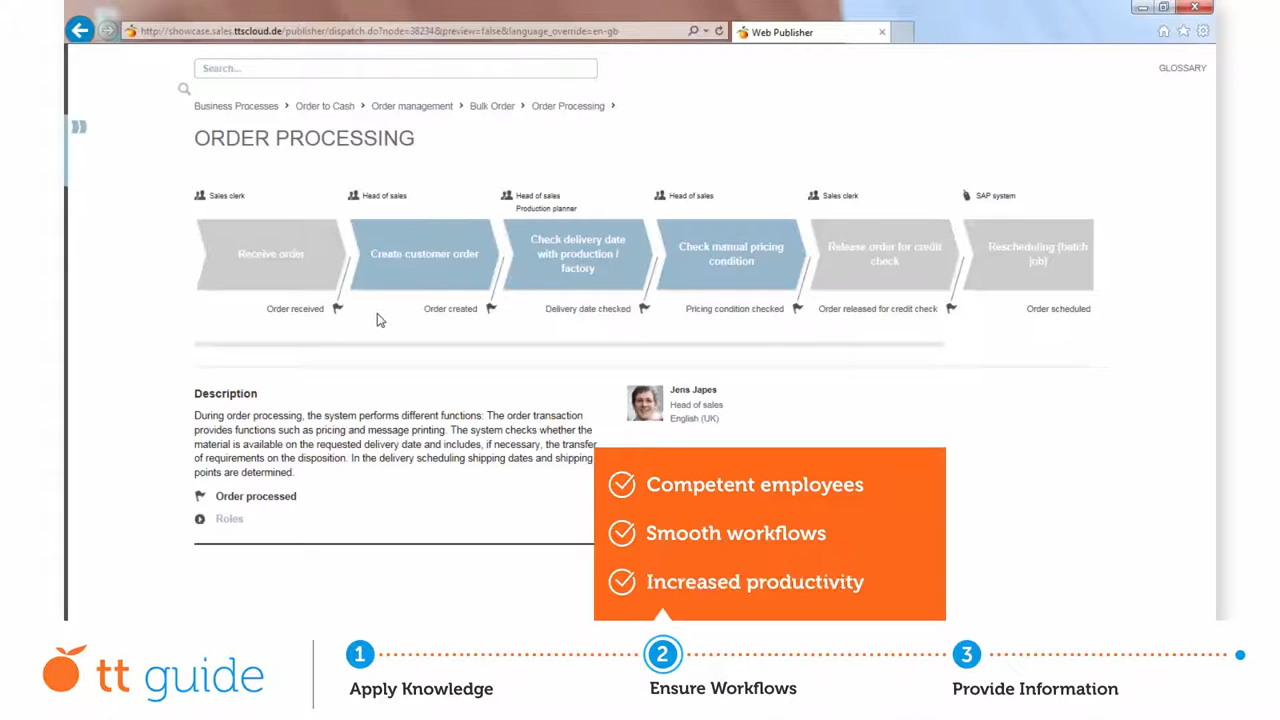 http://showcase.sales.ttscloud.de/publisher/dispatch.do?node=38234&preview=false&language_override=en-gb
Web Publisher
Search...
GLOSSARY
Business Processes > Order to Cash > Order management > Bulk Order > Order Processing >
ORDER PROCESSING
Sales clerk
Head of sales
Head of sales
Production planner
Head of sales
Sales clerk
SAP system
Receive order
Create customer order
Check delivery date
with production /
factory
Check manual pricing
condition
Release order for credit
check
Rescheduling (batch
job)
Order received
Order created
Delivery date checked
Pricing condition checked
Order released for credit check
Order scheduled
Description
During order processing, the system performs different functions: The order transaction
provides functions such as pricing and message printing. The system checks whether the
material is available on the requested delivery date and includes, if necessary, the transfer
of requirements on the disposition. In the delivery scheduling shipping dates and shipping
points are determined.
Order processed
Roles
Jens Japes
Head of sales
English (UK)
Competent employees
Smooth workflows
Increased productivity
tt guide
1
Apply Knowledge
2
Ensure Workflows
3
Provide Information